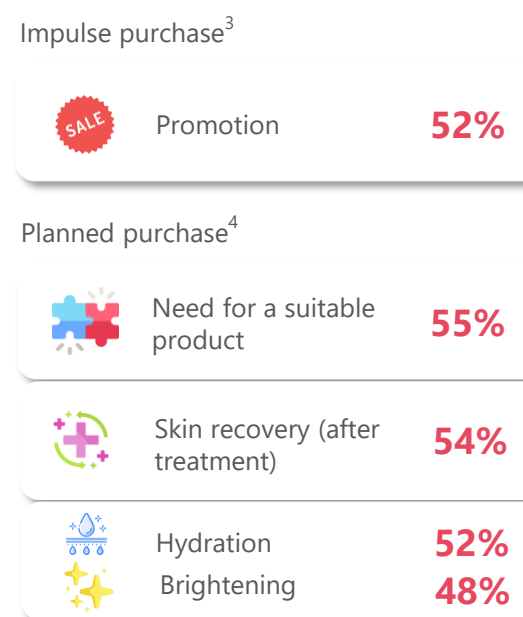 Impulse purchase³
SALE
Promotion 52%
Planned purchase⁴
Need for a suitable
product
55%
Skin recovery (after
treatment)
54%
Hydration 52%
Brightening 48%